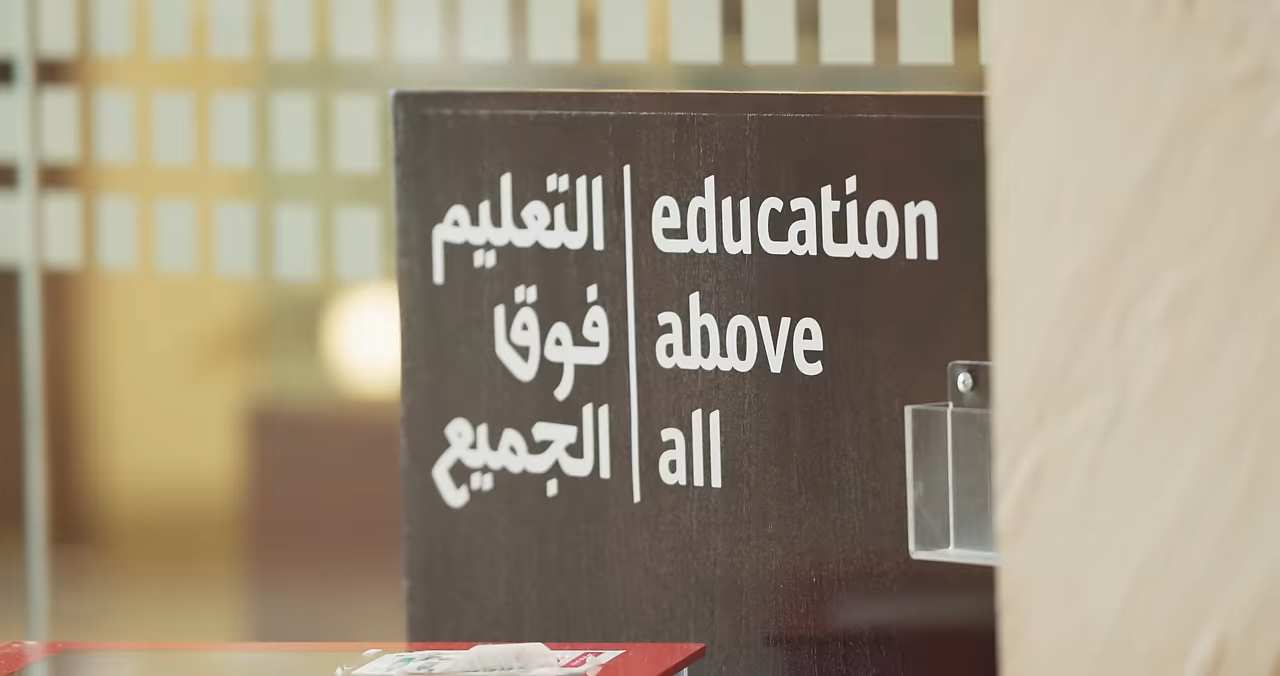 التعليم
فوق
الجميع
education
above
all